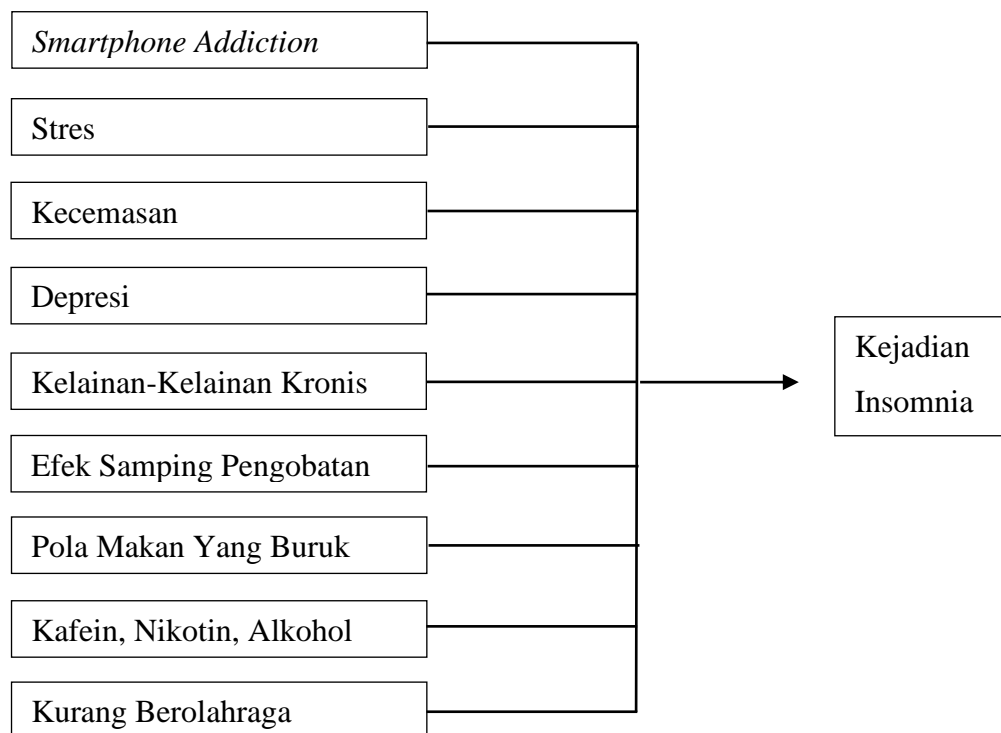 Smartphone Addiction
Stres
Kecemasan
Depresi
Kelainan-Kelainan Kronis
Efek Samping Pengobatan
Pola Makan Yang Buruk
Kafein, Nikotin, Alkohol
Kurang Berolahraga
Kejadian
Insomnia